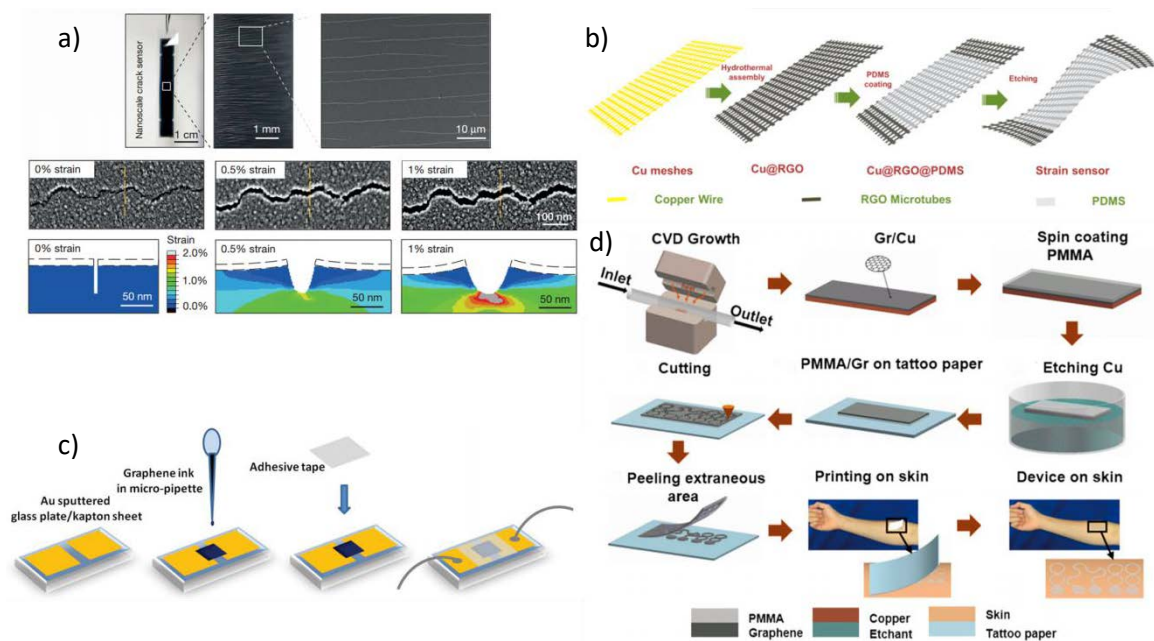 a)
Nanoscale crack sensor
1 cm
1 mm
10 µm
0% strain
0.5% strain
1% strain
100 nm
0% strain
Strain
2.0%
1.0%
0.0%
0.5% strain
1% strain
50 nm
50 nm
50 nm
b)
Hydrothermal
assembly
PDMS
coating
Etching
Cu meshes
Cu@RGO
Cu@RGO@PDMS
Strain sensor
Copper Wire
RGO Microtubes
PDMS
c)
Au sputtered
glass plate/kapton sheet
Graphene ink
in micro-pipette
Adhesive tape
d)
CVD Growth
Inlet
Outlet
Gr/Cu
Spin coating
PMMA
Cutting
PMMA/Gr on tattoo paper
Etching Cu
Peeling extraneous
area
Printing on skin
Device on skin
PMMA
Graphene
Copper
Etchant
Skin
Tattoo paper